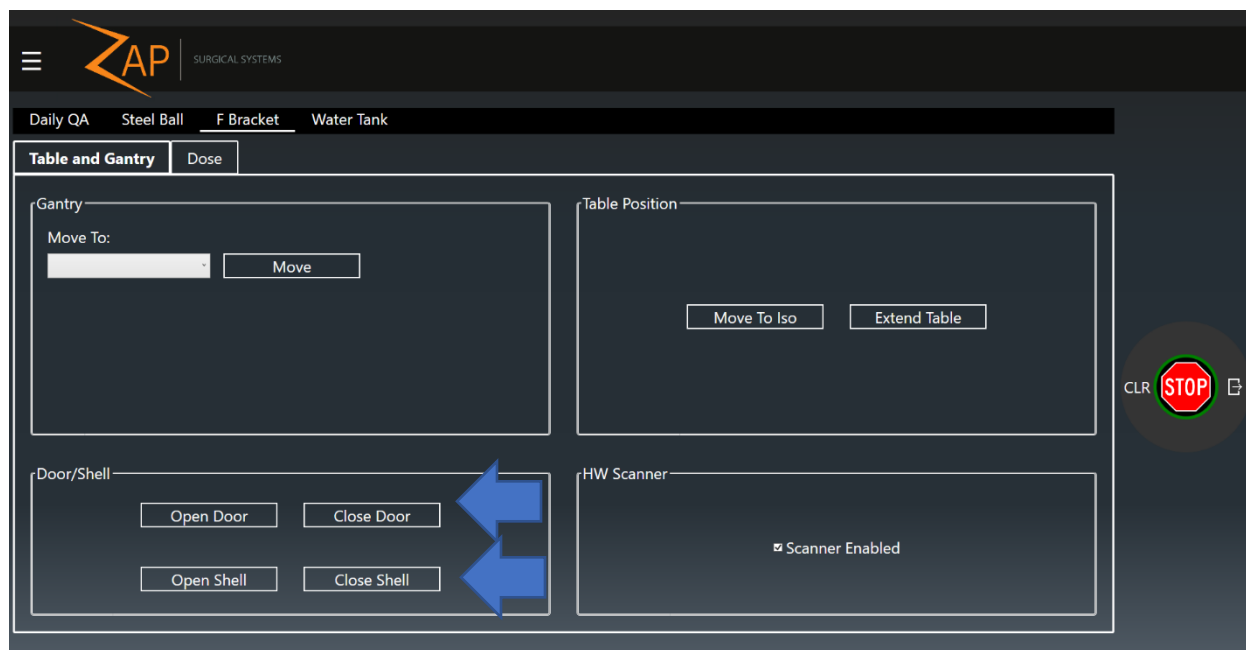 ZAP SURGICAL SYSTEMS
Daily QA Steel Ball F Bracket Water Tank
Table and Gantry Dose
Gantry
Move To:
Move
Table Position
Move To Iso Extend Table
CLR STOP
Door/Shell
Open Door Close Door
Open Shell Close Shell
HW Scanner
Scanner Enabled